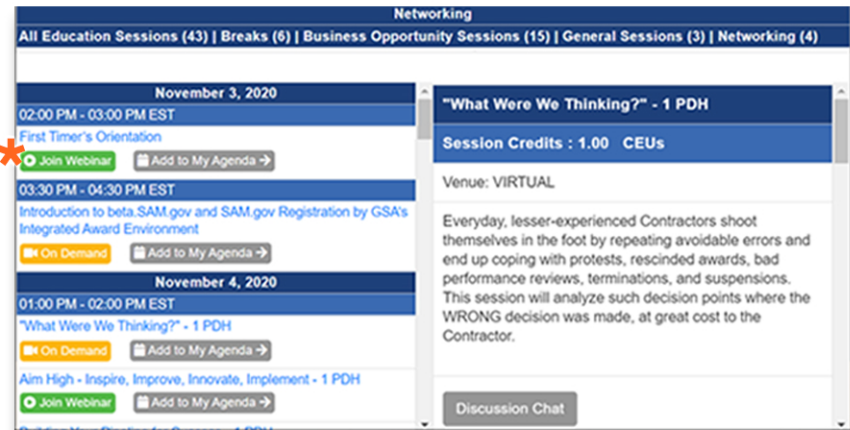 Networking
All Education Sessions (43) | Breaks (6) | Business Opportunity Sessions (15) | General Sessions (3) | Networking (4)
November 3, 2020
02:00 PM - 03:00 PM EST
First Timer's Orientation
* Join Webinar Add to My Agenda →
03:30 PM - 04:30 PM EST
Introduction to beta.SAM.gov and SAM.gov Registration by GSA's
Integrated Award Environment
On Demand Add to My Agenda →
November 4, 2020
01:00 PM - 02:00 PM EST
"What Were We Thinking?" - 1 PDH
On Demand Add to My Agenda →
Aim High - Inspire, Improve, Innovate, Implement - 1 PDH
Join Webinar Add to My Agenda →
"What Were We Thinking?" - 1 PDH
Session Credits : 1.00 CEUs
Venue: VIRTUAL
Everyday, lesser-experienced Contractors shoot
themselves in the foot by repeating avoidable errors and
end up coping with protests, rescinded awards, bad
performance reviews, terminations, and suspensions.
This session will analyze such decision points where the
WRONG decision was made, at great cost to the
Contractor.
Discussion Chat